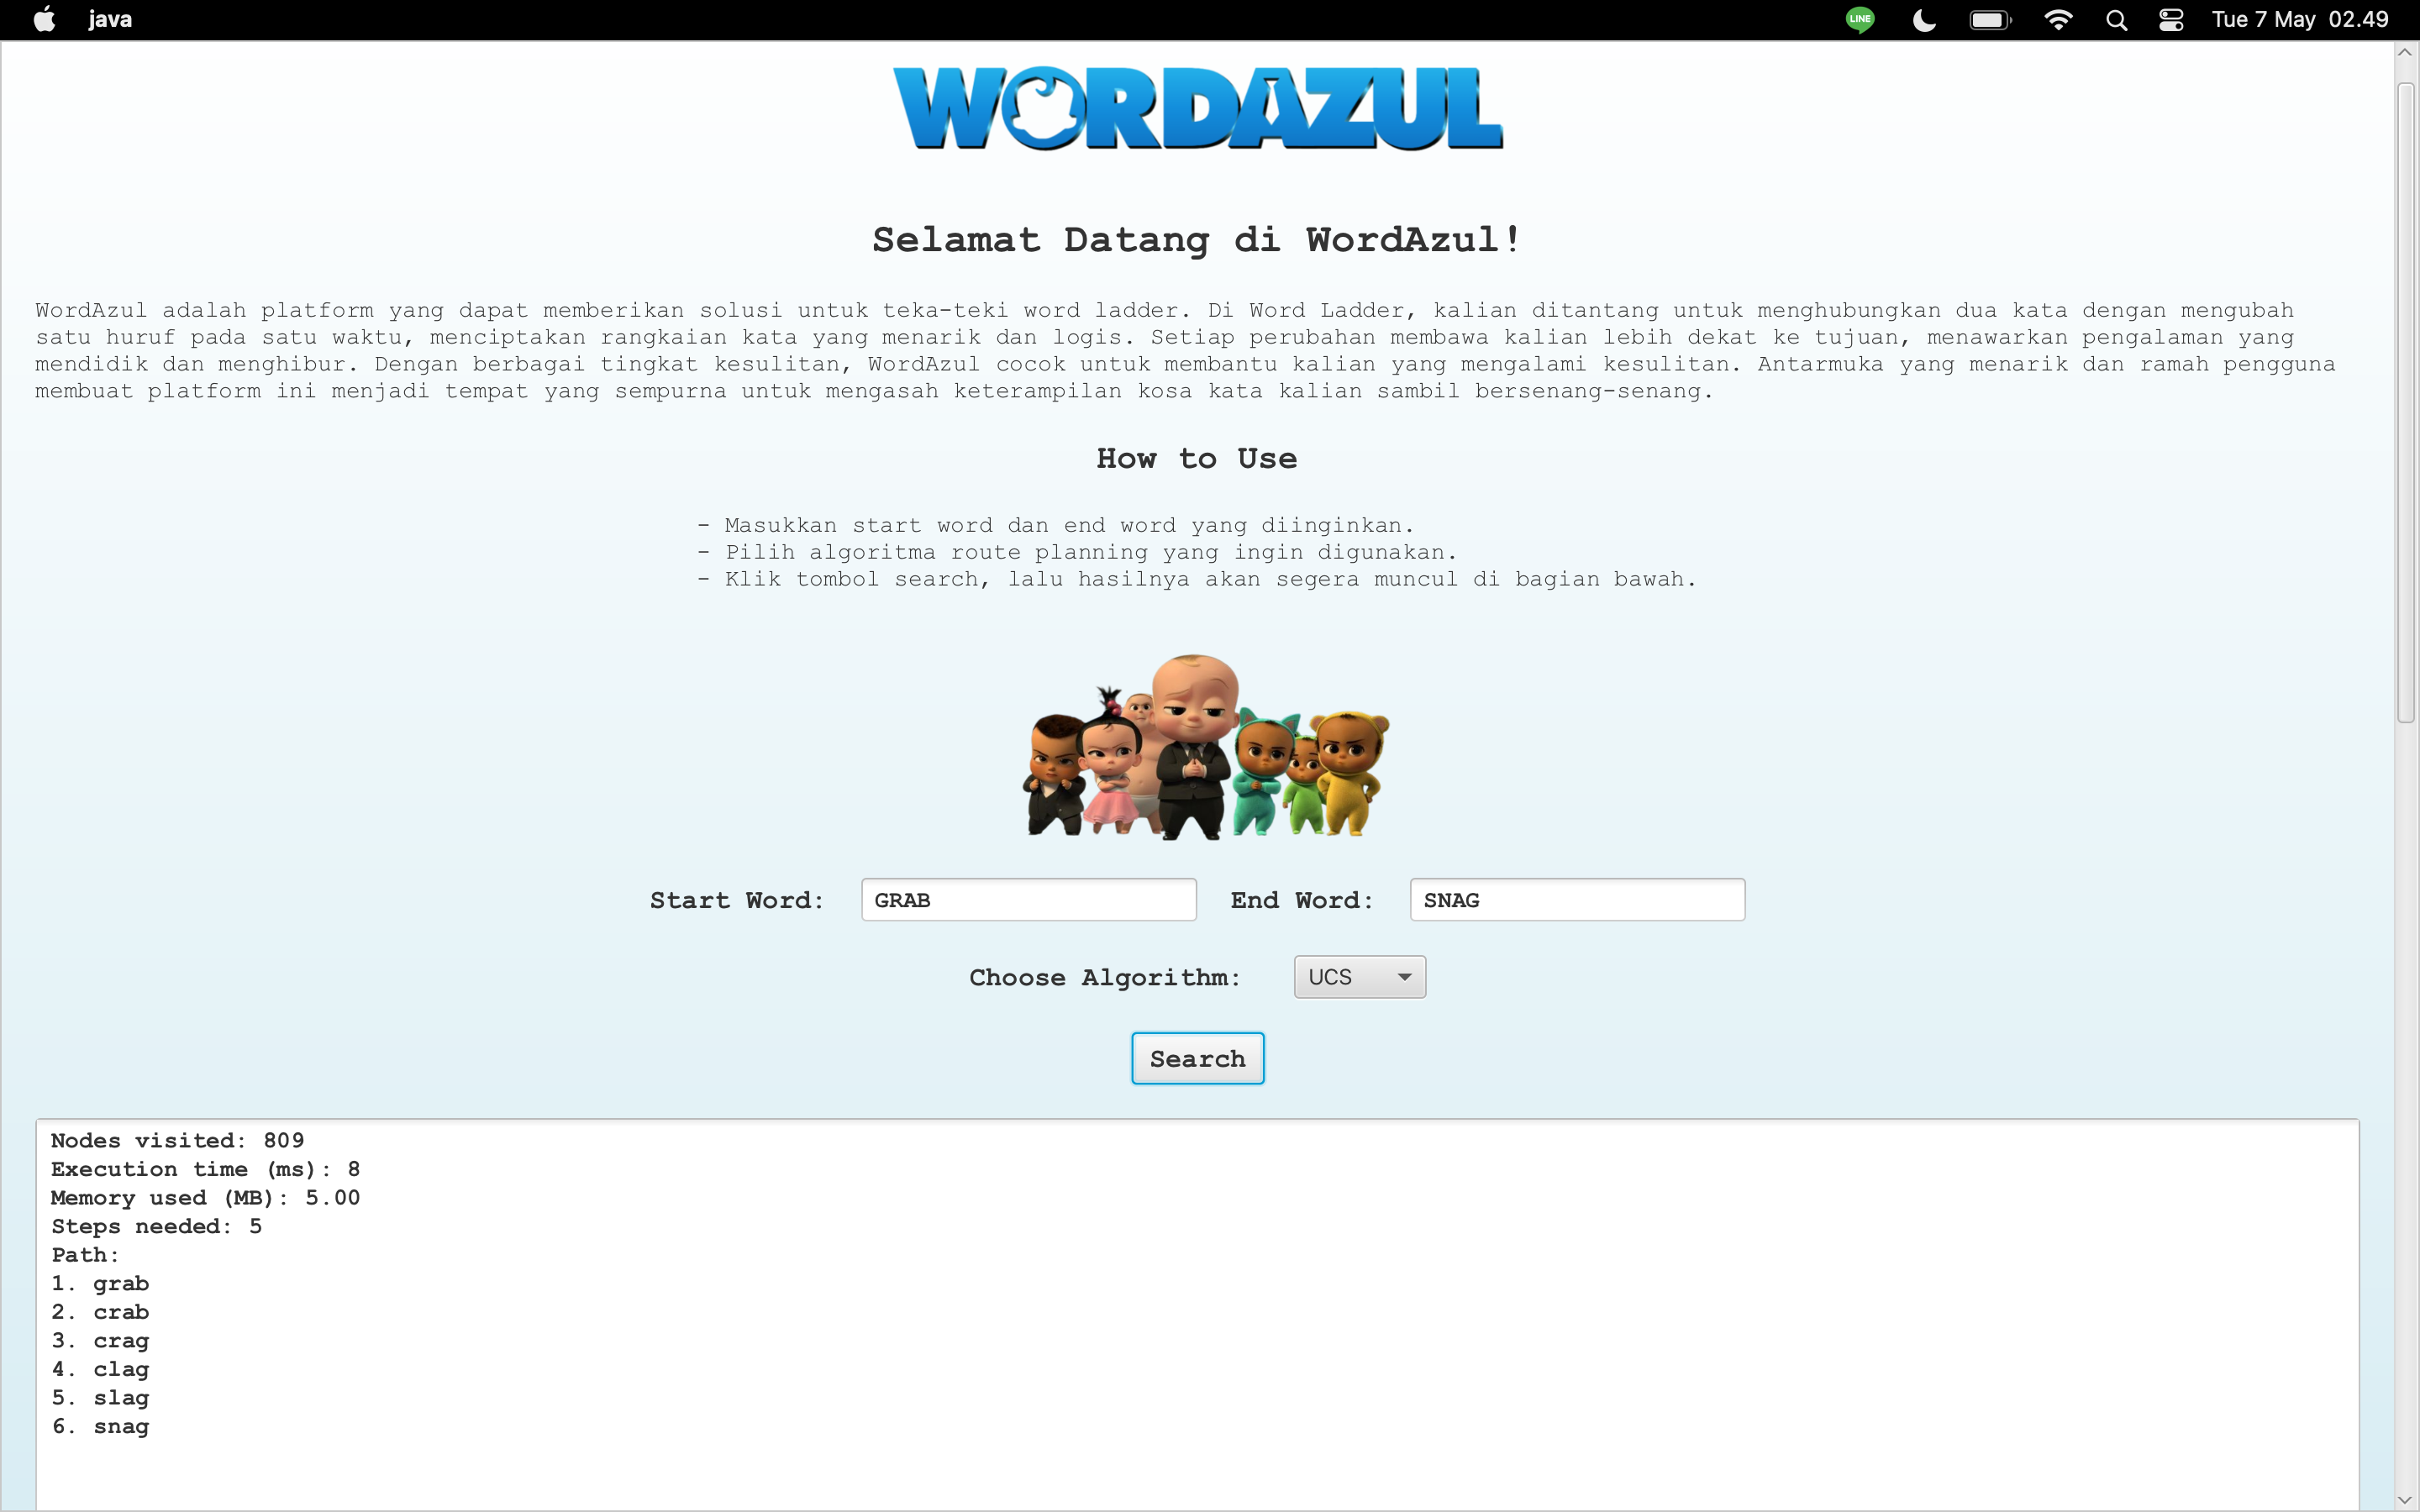 java
LINE
Tue 7 May 02.49
WORDAZUL
Selamat Datang di WordAzul!
WordAzul adalah platform yang dapat memberikan solusi untuk teka-teki word ladder. Di Word Ladder, kalian ditantang untuk menghubungkan dua kata dengan mengubah
satu huruf pada satu waktu, menciptakan rangkaian kata yang menarik dan logis. Setiap perubahan membawa kalian lebih dekat ke tujuan, menawarkan pengalaman yang
mendidik dan menghibur. Dengan berbagai tingkat kesulitan, WordAzul cocok untuk membantu kalian yang mengalami kesulitan. Antarmuka yang menarik dan ramah pengguna
membuat platform ini menjadi tempat yang sempurna untuk mengasah keterampilan kosa kata kalian sambil bersenang-senang.
How to Use
- Masukkan start word dan end word yang diinginkan.
- Pilih algoritma route planning yang ingin digunakan.
- Klik tombol search, lalu hasilnya akan segera muncul di bagian bawah.
Start Word: GRAB End Word: SNAG
Choose Algorithm: UCS
Search
Nodes visited: 809
Execution time (ms): 8
Memory used (MB): 5.00
Steps needed: 5
Path:
1. grab
2. crab
3. crag
4. clag
5. slag
6. snag